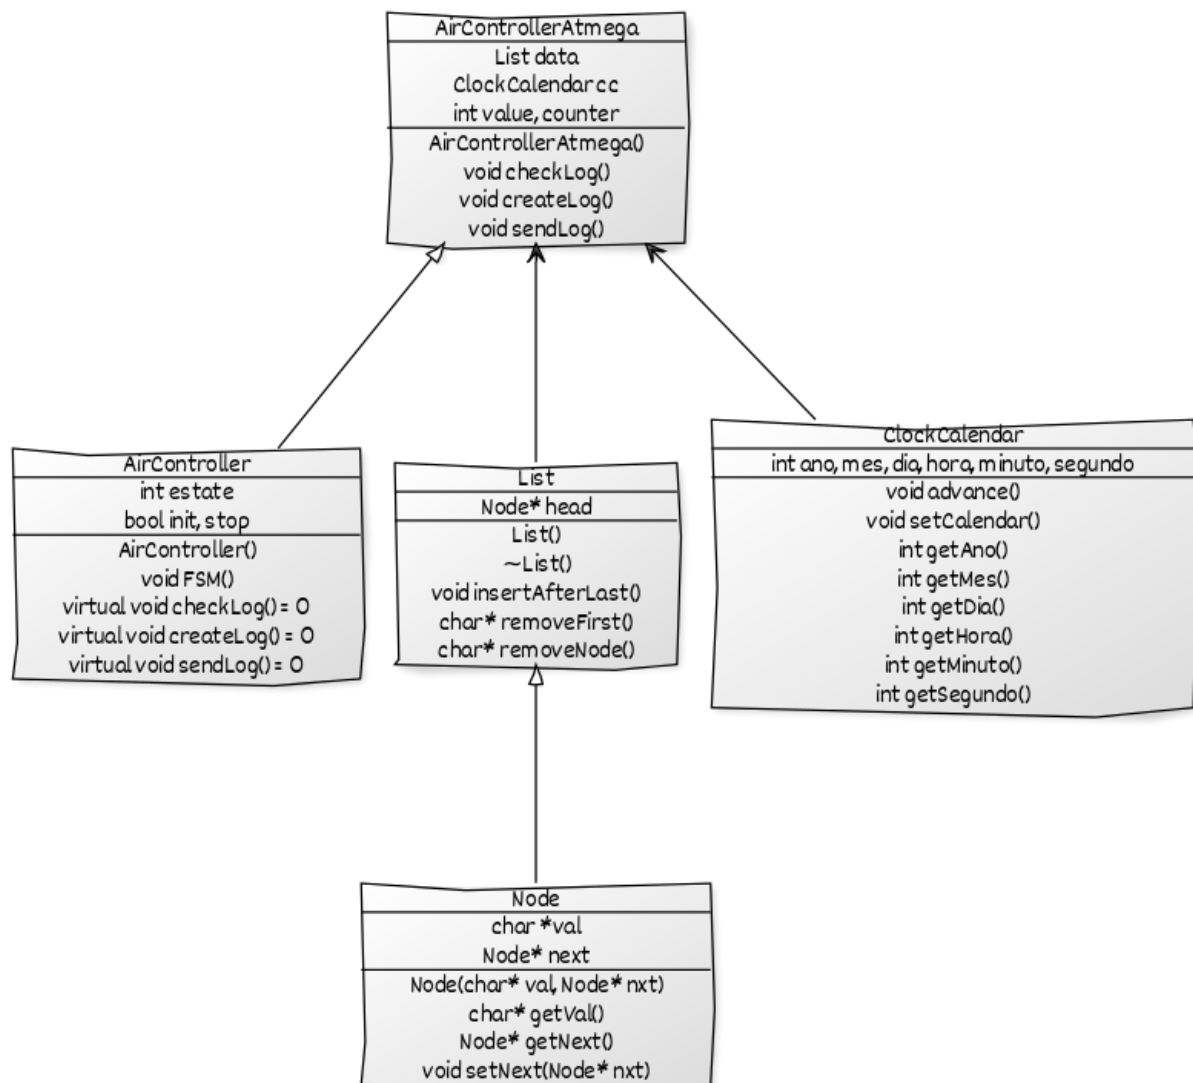 AirControllerAtmega
List data
ClockCalendar cc
int value, counter
AirControllerAtmega()
void checkLog()
void createLog()
void sendLog()
AirController
int estate
bool init, stop
AirController()
void FSM()
virtual void checkLog() = 0
virtual void createLog() = 0
virtual void sendLog() = 0
List
Node* head
List()
~List()
void insertAfterLast()
char* removeFirst()
char* removeNode()
ClockCalendar
int ano, mes, dia, hora, minuto, segundo
void advance()
void setCalendar()
int getAno()
int getMes()
int getDia()
int getHora()
int getMinuto()
int getSegundo()
Node
char *val
Node* next
Node(char* val, Node* nxt)
char* getVal()
Node* getNext()
void setNext(Node* nxt)